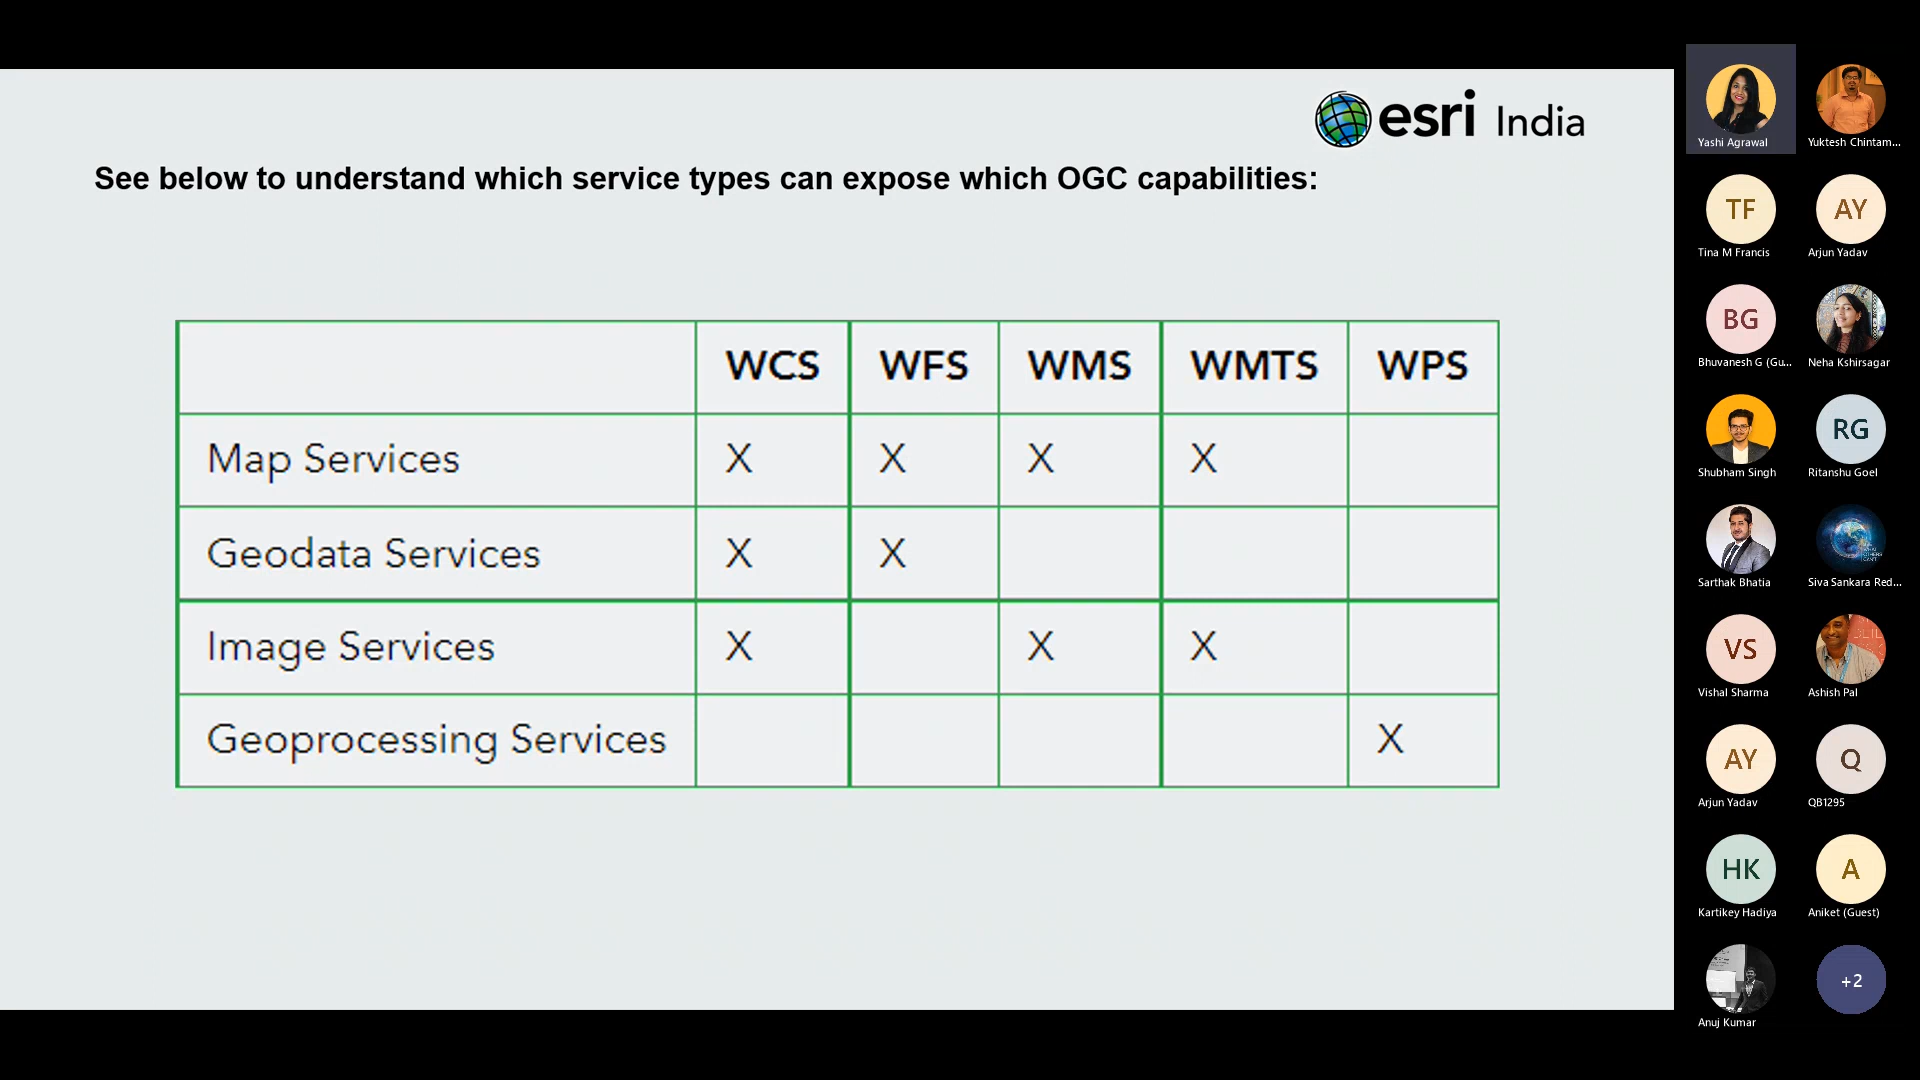 esri India
See below to understand which service types can expose which OGC capabilities:
WCS WFS WMS WMTS WPS
Map Services X X X X
Geodata Services X X
Image Services X X X
Geoprocessing Services X
Yashi Agrawal Yuktesh Chintam...
TF AY
Tina M Francis Arjun Yadav
BG
Bhuvanesh G (Gu... Neha Kshirsagar
RG
Shubham Singh Ritanshu Goel
Sarthak Bhatia Siva Sankara Red...
VS
Vishal Sharma Ashish Pal
AY Q
Arjun Yadav QB1295
HK A
Kartikey Hadiya Aniket (Guest)
+2
Anuj Kumar